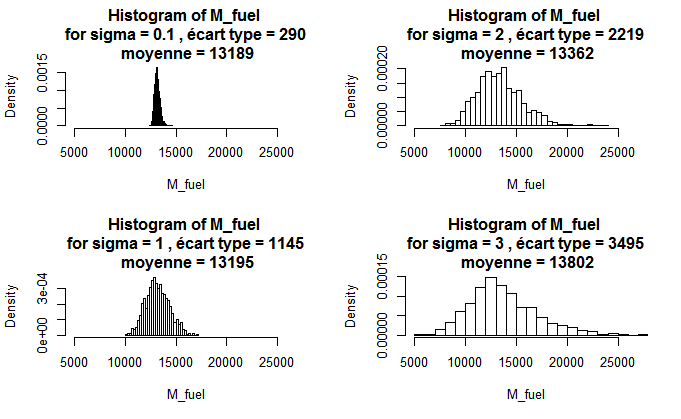 Histogram of M_fuel
for sigma = 0.1 , écart type = 290
moyenne = 13189
Density
0.0000 0.0015
5000 10000 15000 20000 25000
M_fuel
Histogram of M_fuel
for sigma = 2 , écart type = 2219
moyenne = 13362
Density
0.00000 0.00020
5000 10000 15000 20000 25000
M_fuel
Histogram of M_fuel
for sigma = 1 , écart type = 1145
moyenne = 13195
Density
0e+00 3e-04
5000 10000 15000 20000 25000
M_fuel
Histogram of M_fuel
for sigma = 3 , écart type = 3495
moyenne = 13802
Density
0.00000 0.00015
5000 10000 15000 20000 25000
M_fuel